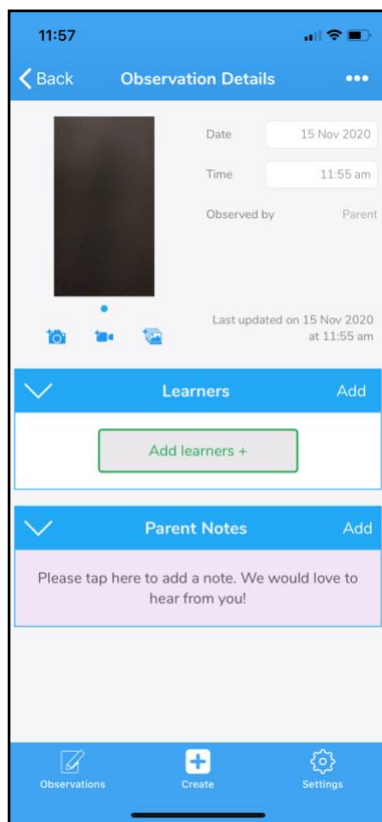 11:57
Back Observation Details
Date 15 Nov 2020
Time 11:55 am
Observed by Parent
Last updated on 15 Nov 2020
at 11:55 am
Learners Add
Add learners +
Parent Notes Add
Please tap here to add a note. We would love to
hear from you!
Observations Create Settings